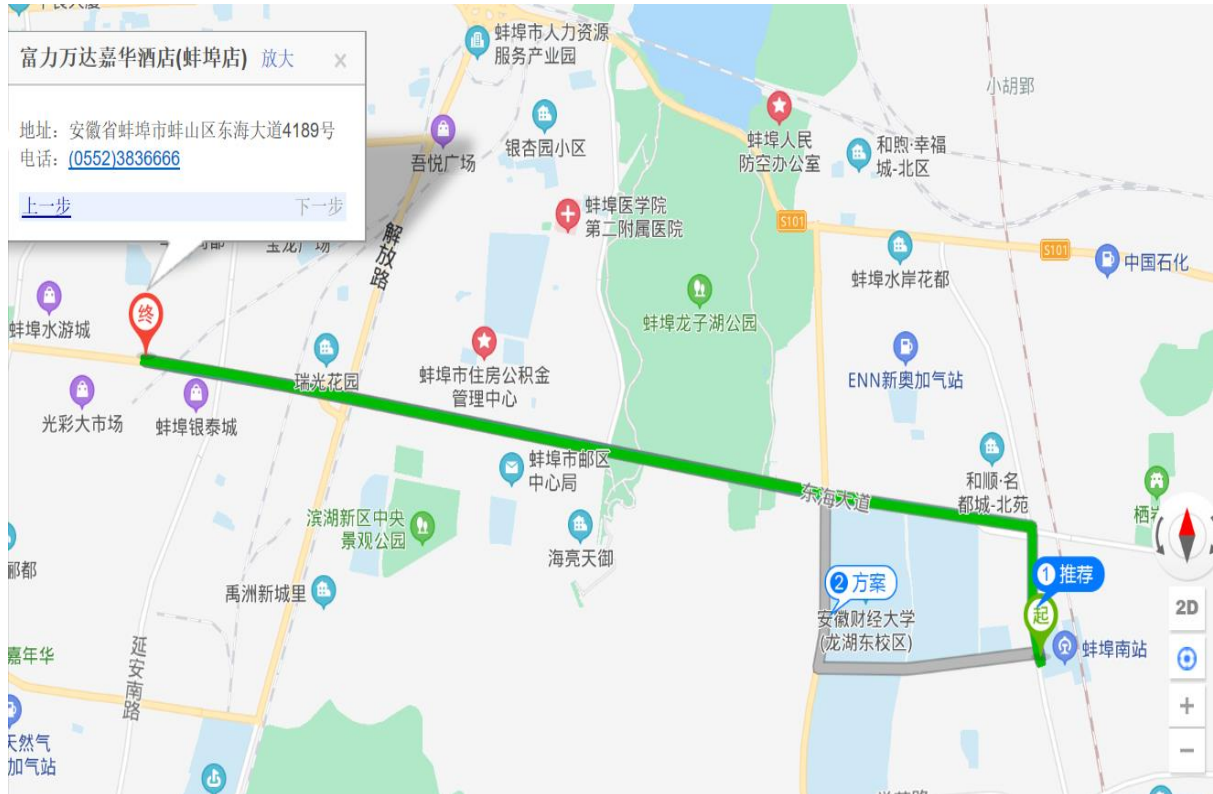 富力万达嘉华酒店(蚌埠店) 放大 ×
地址：安徽省蚌埠市蚌山区东海大道4189号
电话：(0552)3836666
上一步 下一步
蚌埠市人力资源
服务产业园
小胡郢
吾悦广场
银杏园小区
蚌埠人民
防空办公室
和煦·幸福
城-北区
蚌埠医学院
第二附属医院
S101
S101
中国石化
解放路
宝龙广场
蚌埠水岸花都
蚌埠水游城
终
蚌埠龙子湖公园
瑞光花园
蚌埠市住房公积金
管理中心
ENN新奥加气站
光彩大市场
蚌埠银泰城
蚌埠市邮区
中心局
东海大道
和顺·名
都城-北苑
滨湖新区中央
景观公园
海亮天御
禹洲新城里
2 方案
1 推荐
起
安徽财经大学
(龙湖东校区)
蚌埠南站
2D
延安南路
嘉年华
天然气
加气站
+
−